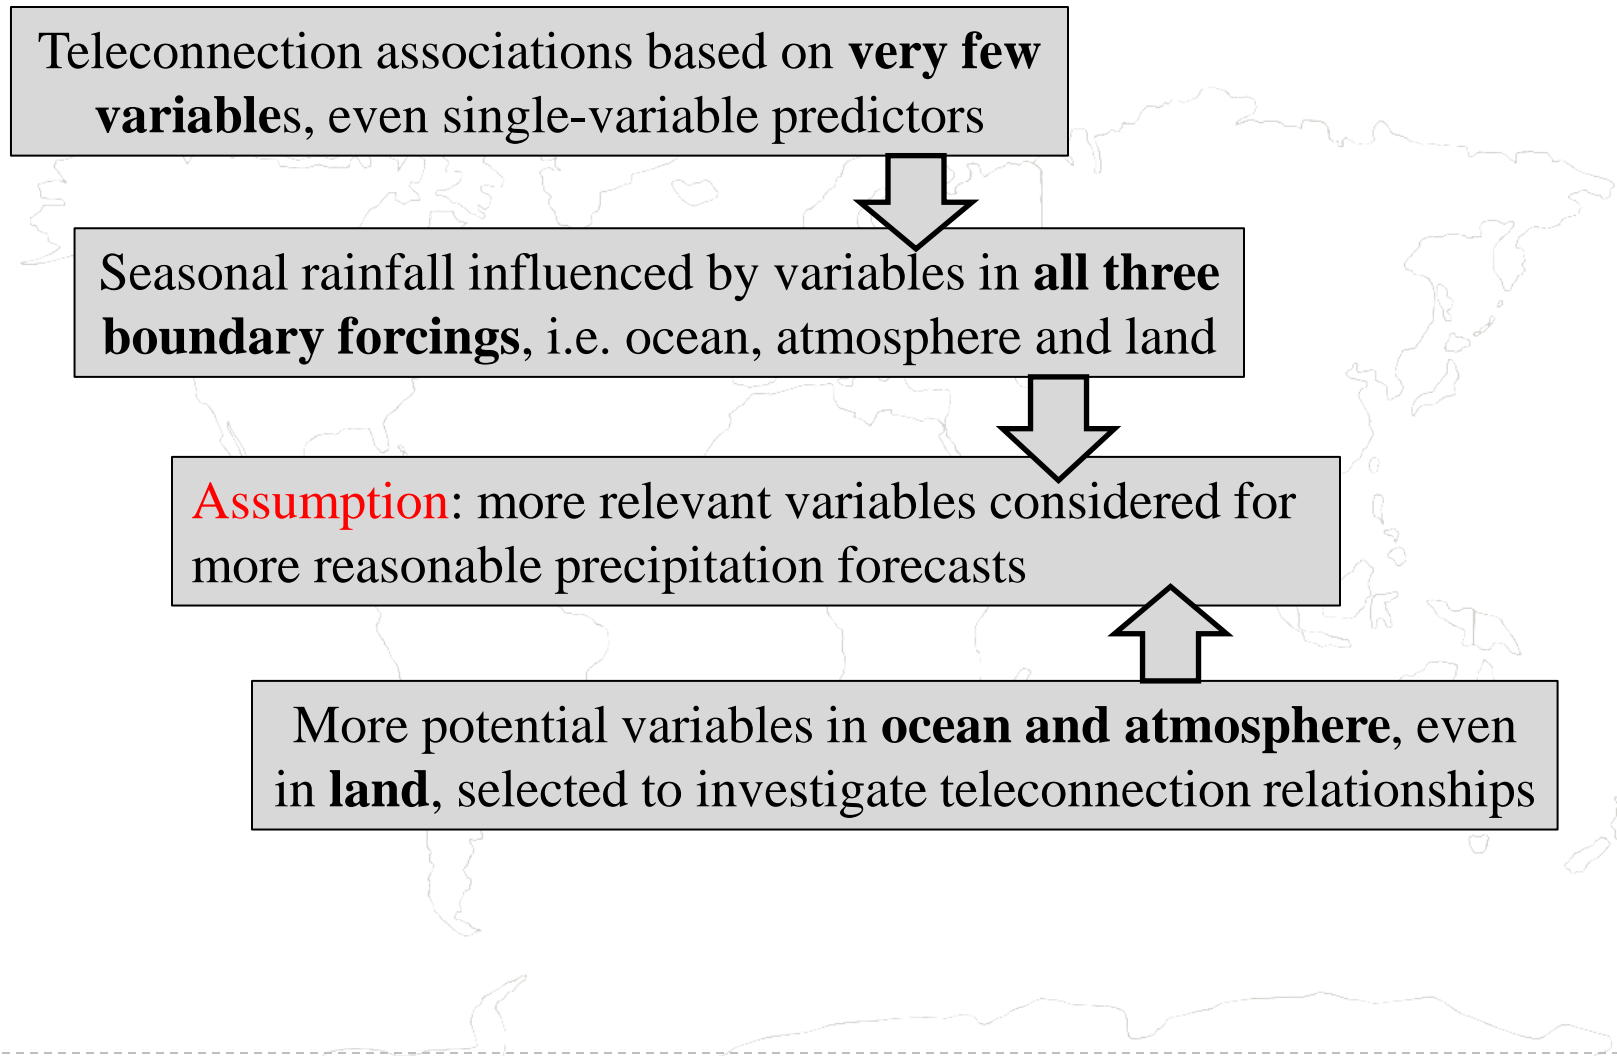 Teleconnection associations based on very few
variables, even single-variable predictors
Seasonal rainfall influenced by variables in all three
boundary forcings, i.e. ocean, atmosphere and land
Assumption: more relevant variables considered for
more reasonable precipitation forecasts
More potential variables in ocean and atmosphere, even
in land, selected to investigate teleconnection relationships